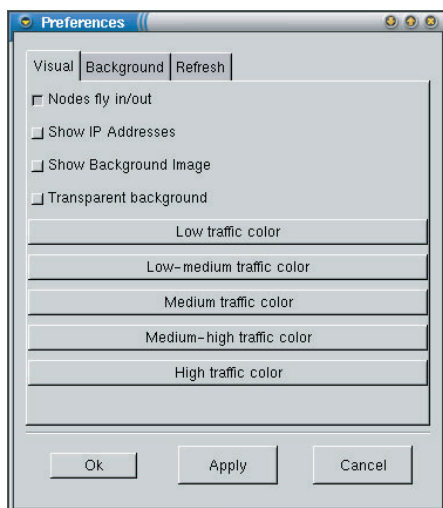 Preferences
Visual Background Refresh
Nodes fly in/out
Show IP Addresses
Show Background Image
Transparent background
Low traffic color
Low-medium traffic color
Medium traffic color
Medium-high traffic color
High traffic color
Ok Apply Cancel